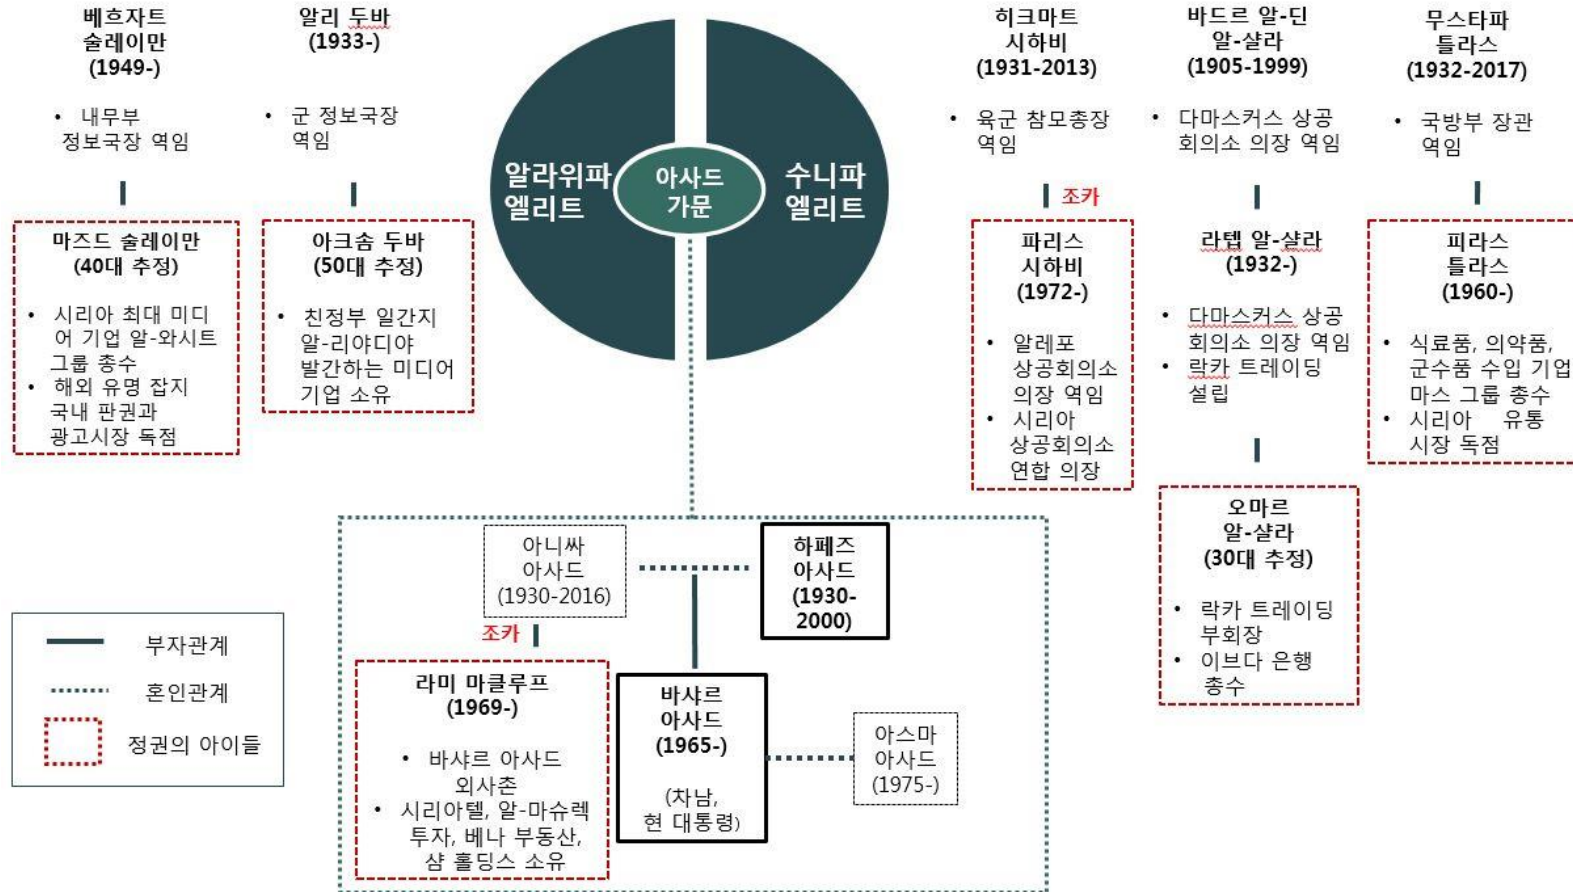 베흐자트
술레이만
(1949-)
• 내무부
정보국장 역임
마즈드 술레이만
(40대 추정)
• 시리아 최대 미디
어 기업 알-와시트
그룹 총수
• 해외 유명 잡지
국내 판권과
광고시장 독점
알리 두바
(1933-)
• 군 정보국장
역임
아크솜 두바
(50대 추정)
• 친정부 일간지
알-리야디야
발간하는 미디어
기업 소유
알라위파
엘리트
아사드
가문
수니파
엘리트
히크마트
시하비
(1931-2013)
• 육군 참모총장
역임
조카
파리스
시하비
(1972-)
• 알레포
상공회의소
의장 역임
• 시리아
상공회의소
연합 의장
바드르 알-딘
알-샬라
(1905-1999)
• 다마스커스 상공
회의소 의장 역임
라텝 알-샬라
(1932-)
• 다마스커스 상공
회의소 의장 역임
• 락카 트레이딩
설립
오마르
알-샬라
(30대 추정)
• 락카 트레이딩
부회장
• 이브다 은행
총수
무스타파
틀라스
(1932-2017)
• 국방부 장관
역임
피라스
틀라스
(1960-)
• 식료품, 의약품,
군수품 수입 기업
마스 그룹 총수
• 시리아 유통
시장 독점
아니싸
아사드
(1930-2016)
하페즈
아사드
(1930-
2000)
조카
라미 마클루프
(1969-)
• 바샤르 아사드
외사촌
• 시리아텔, 알-마슈렉
투자, 베나 부동산,
샴 홀딩스 소유
바샤르
아사드
(1965-)
(차남,
현 대통령)
아스마
아사드
(1975-)
부자관계
혼인관계
정권의 아이들